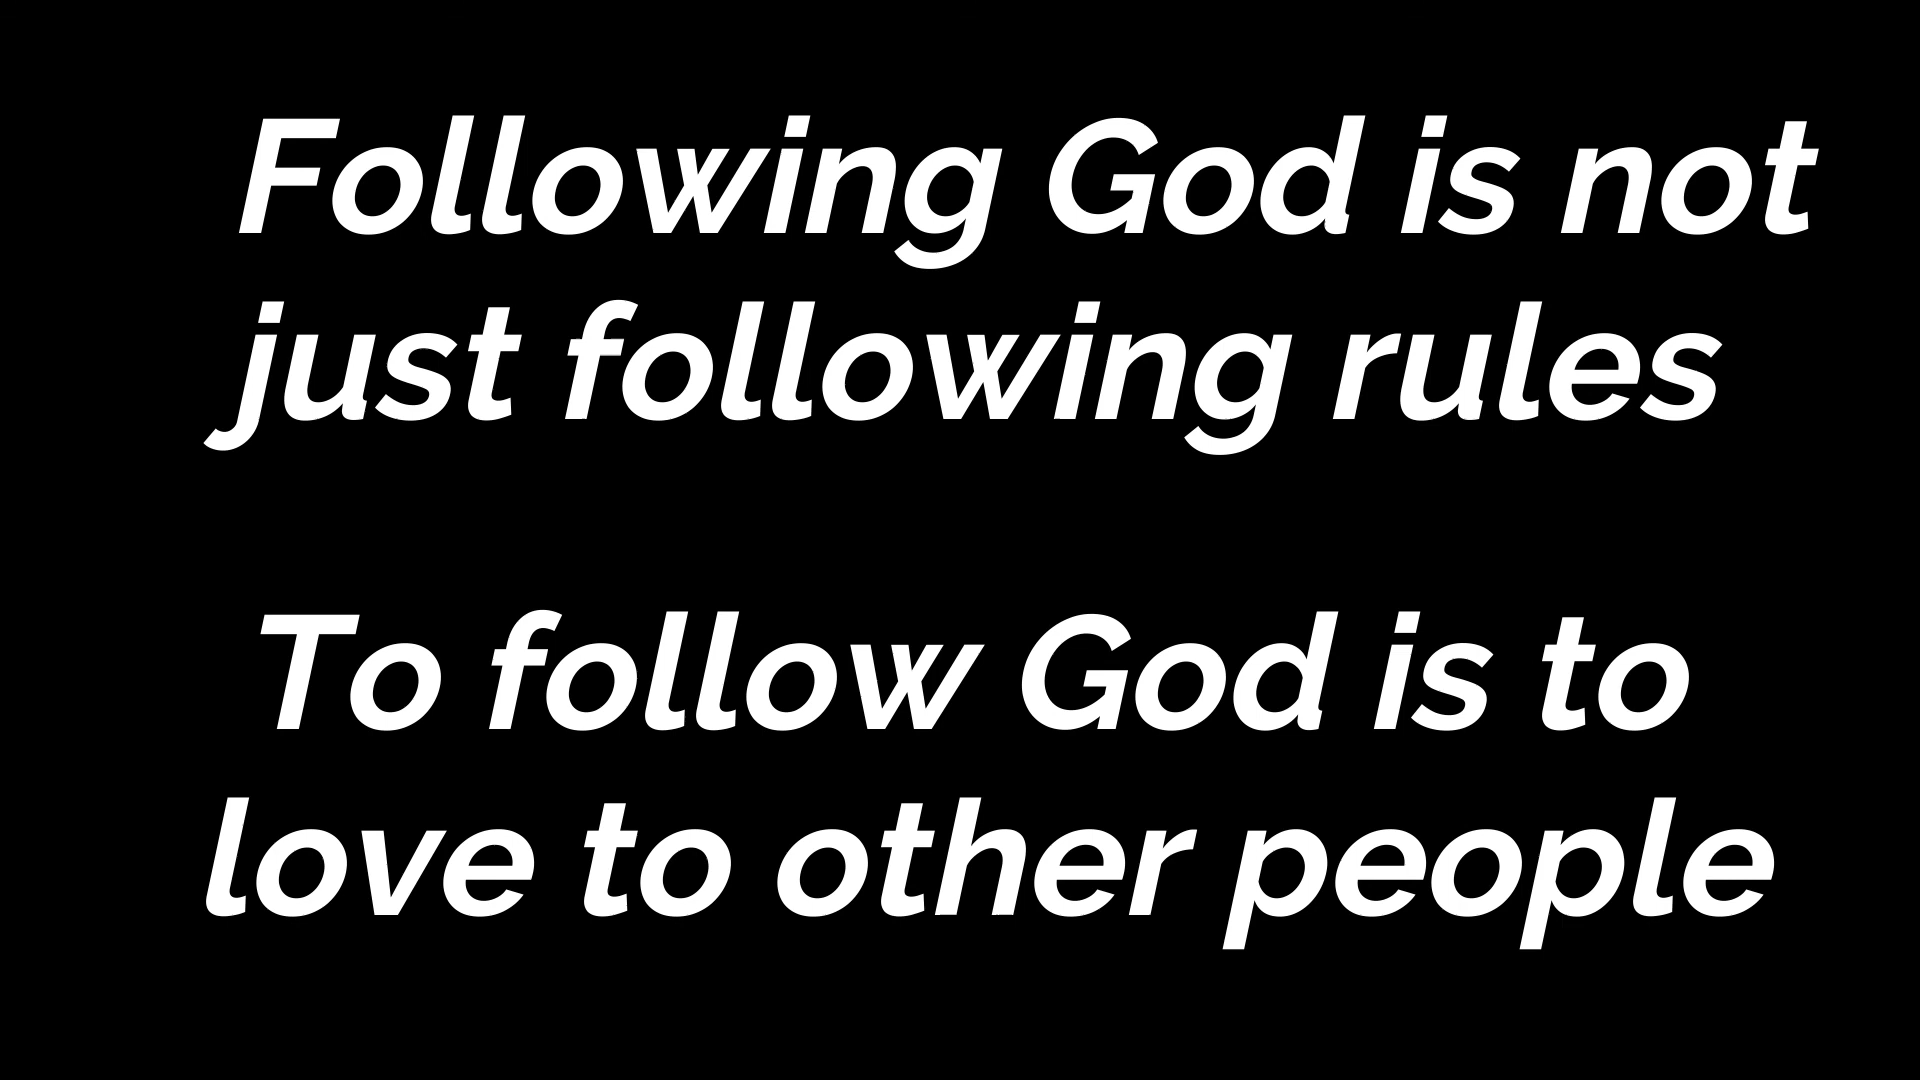 Following God is not
just following rules
To follow God is to
love to other people